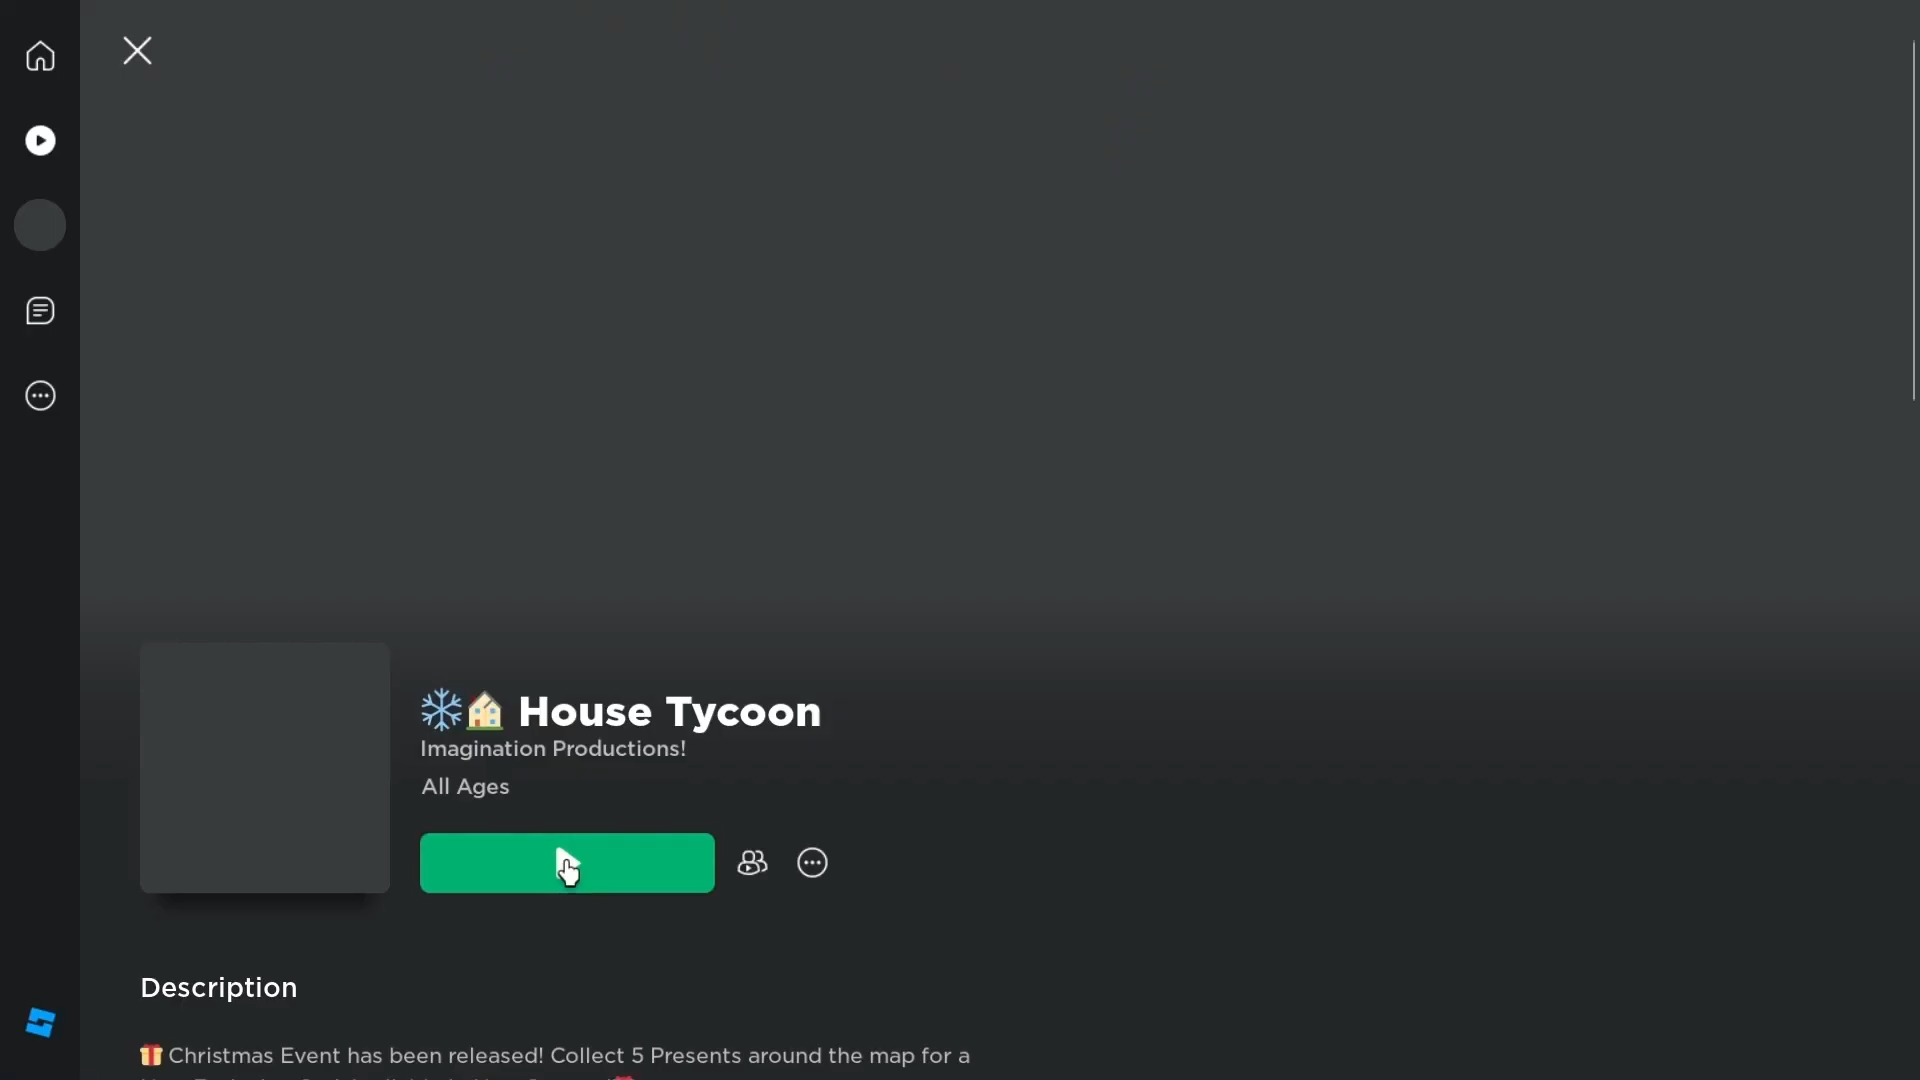 ❄️🏠 House Tycoon
Imagination Productions!
All Ages
Description
🎁 Christmas Event has been released! Collect 5 Presents around the map for a